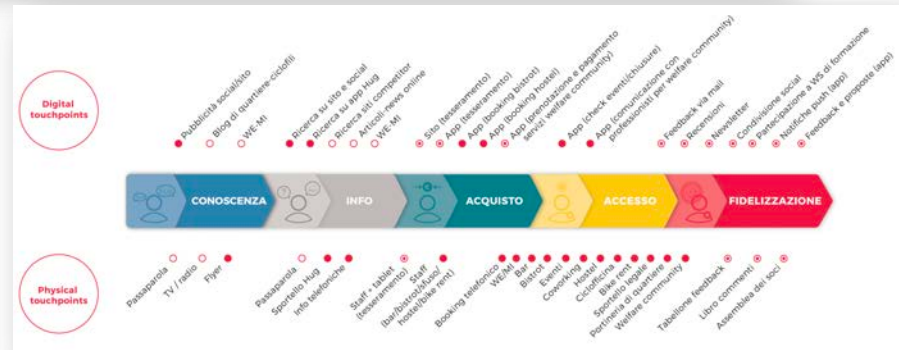 Digital
touchpoints
Pubblicità social/sito
Blog di quartiere-ciclofili
WE-MI
Ricerca su sito e social
Ricerca su app Hug
Ricerca siti competitor
Articoli-news online
WE-MI
Sito (tesseramento)
App (tesseramento)
App (booking bistrot)
App (booking hostel)
App (prenotazione e pagamento
servizi welfare community)
App (check eventi/chiusure)
App (comunicazione con
professionisti per welfare community)
Feedback via mail
Recensioni
Newsletter
Condivisione social
Partecipazione a WS di formazione
Notifiche push (app)
Feedback e proposte (app)
CONOSCENZA
INFO
ACQUISTO
ACCESSO
FIDELIZZAZIONE
Physical
touchpoints
Passaparola
TV / radio
Flyer
Passaparola
Sportello Hug
Info telefoniche
Staff + tablet
(tesseramento)
Staff
(bar/bistrot/sfuso/
hostel/bike rent)
Booking telefonico
WE/MI
Bar
Bistrot
Eventi
Coworking
Hostel
Ciclofficina
Bike rent
Sportello legale
Portineria di quartiere
Welfare community
Tabellone feedback
Libro commenti
Assemblea dei soci